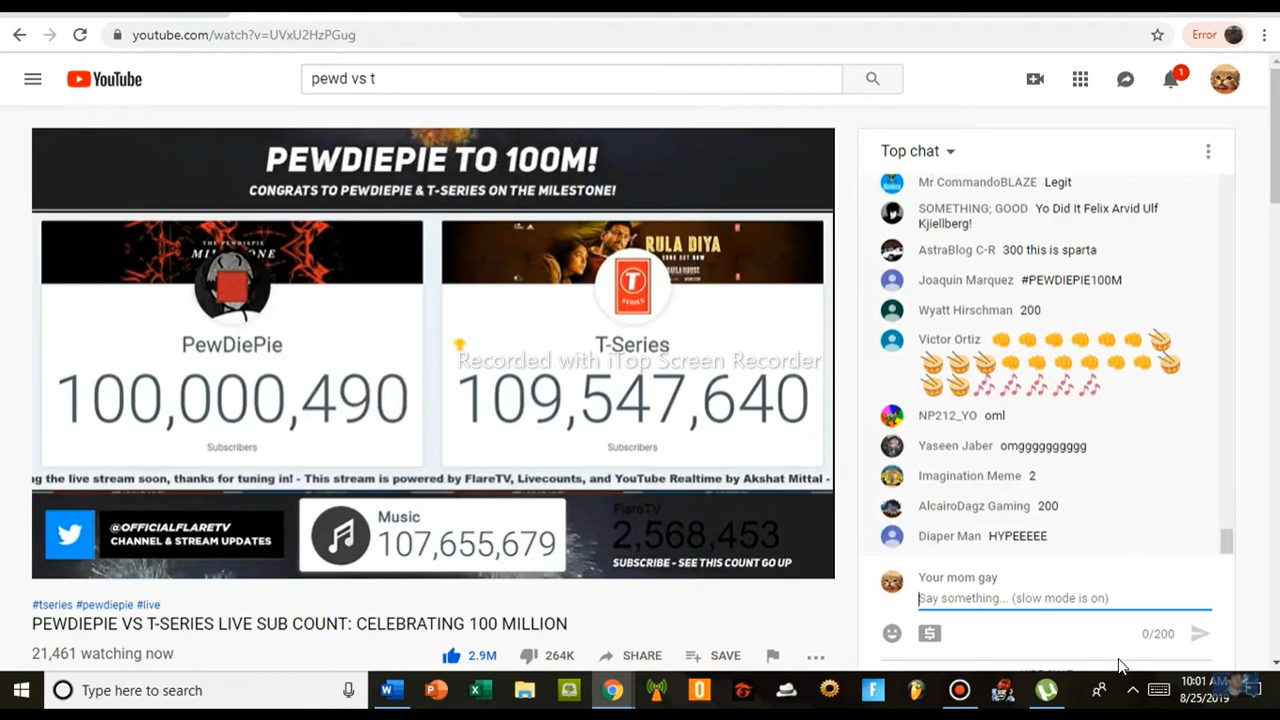 youtube.com/watch?v=UVxU2HzPGug
Error
YouTube
pewd vs t
1
PEWDIEPIE TO 100M!
CONGRATS TO PEWDIEPIE & T-SERIES ON THE MILESTONE!
RULA DIYA
T
SERIES
PewDiePie
T-Series
Recorded with iTop Screen Recorder
100,000,490
109,547,640
Subscribers
Subscribers
g the live stream soon, thanks for tuning in! - This stream is powered by FlareTV, Livecounts, and YouTube Realtime by Akshat Mittal -
@OFFICIALFLARETV
CHANNEL & STREAM UPDATES
Music
107,655,679
FlareTV
2,568,453
SUBSCRIBE - SEE THIS COUNT GO UP
#tseries #pewdiepie #live
PEWDIEPIE VS T-SERIES LIVE SUB COUNT: CELEBRATING 100 MILLION
21,461 watching now
2.9M
264K
SHARE
SAVE
Top chat
Mr CommandoBLAZE Legit
SOMETHING; GOOD Yo Did It Felix Arvid Ulf
Kjiellberg!
AstraBlog C-R 300 this is sparta
Joaquin Marquez #PEWDIEPIE100M
Wyatt Hirschman 200
Victor Ortiz
NP212_YO oml
Yaseen Jaber omgggggggggg
Imagination Meme 2
AlcairoDagz Gaming 200
Diaper Man HYPEEEEE
Your mom gay
Say something... (slow mode is on)
0/200
Type here to search
10:01 AM
8/25/2019